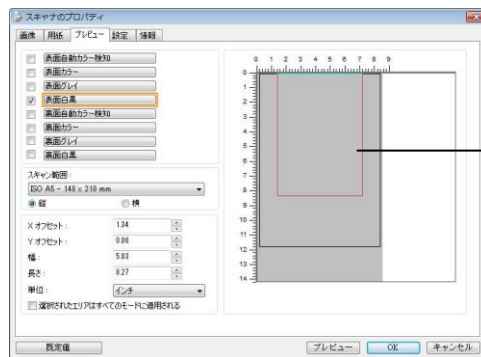 スキャナのプロパティ
画像 用紙 プレビュー 設定 情報
表面自動カラー検知
表面カラー
表面グレイ
表面白黒
裏面自動カラー検知
裏面カラー
裏面グレイ
裏面白黒
スキャン範囲:
ISO A5 - 148 x 210 mm
縦 横
X オフセット: 1.34
Y オフセット: 0.00
幅: 5.83
長さ: 8.27
単位: インチ
選択されたエリアはすべてのモードに適用される
0 1 2 3 4 5 6 7 8 9
0
1
2
3
4
5
6
7
8
9
10
11
12
13
14
既定値 プレビュー OK キャンセル